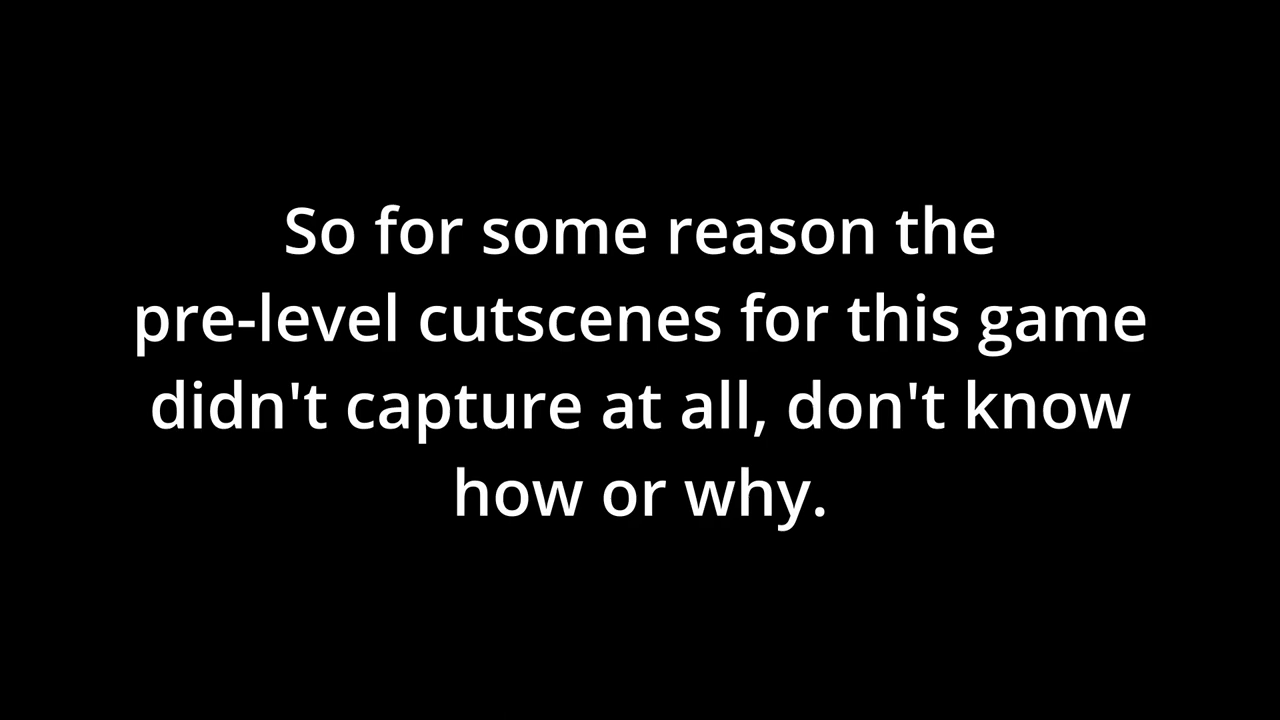 So for some reason the
pre-level cutscenes for this game
didn't capture at all, don't know
how or why.